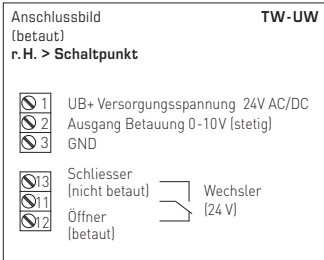 Anschlussbild TW-UW
(betaut)
r. H. > Schaltpunkt
1 UB+ Versorgungsspannung 24V AC/DC
2 Ausgang Betauung 0-10V (stetig)
3 GND
13 Schliesser
(nicht betaut)
11 Wechsler
(24 V)
12 Öffner
(betaut)